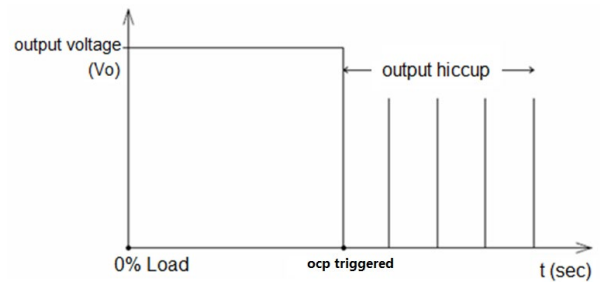 output voltage
(Vo)
output hiccup
0% Load
ocp triggered
t (sec)